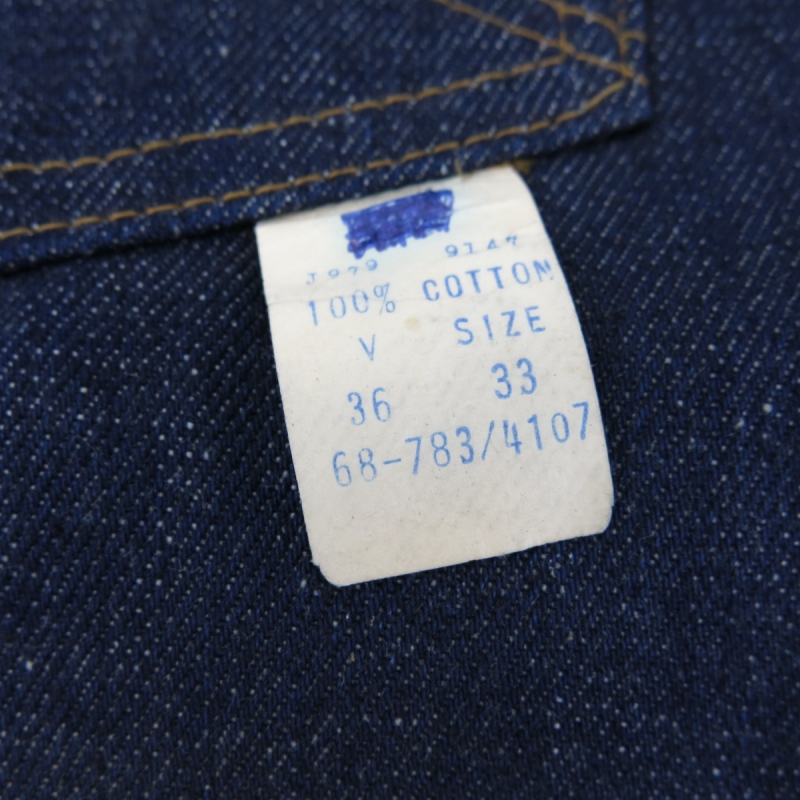 J979 9147
100% COTTON
V SIZE
36 33
68-783/4107